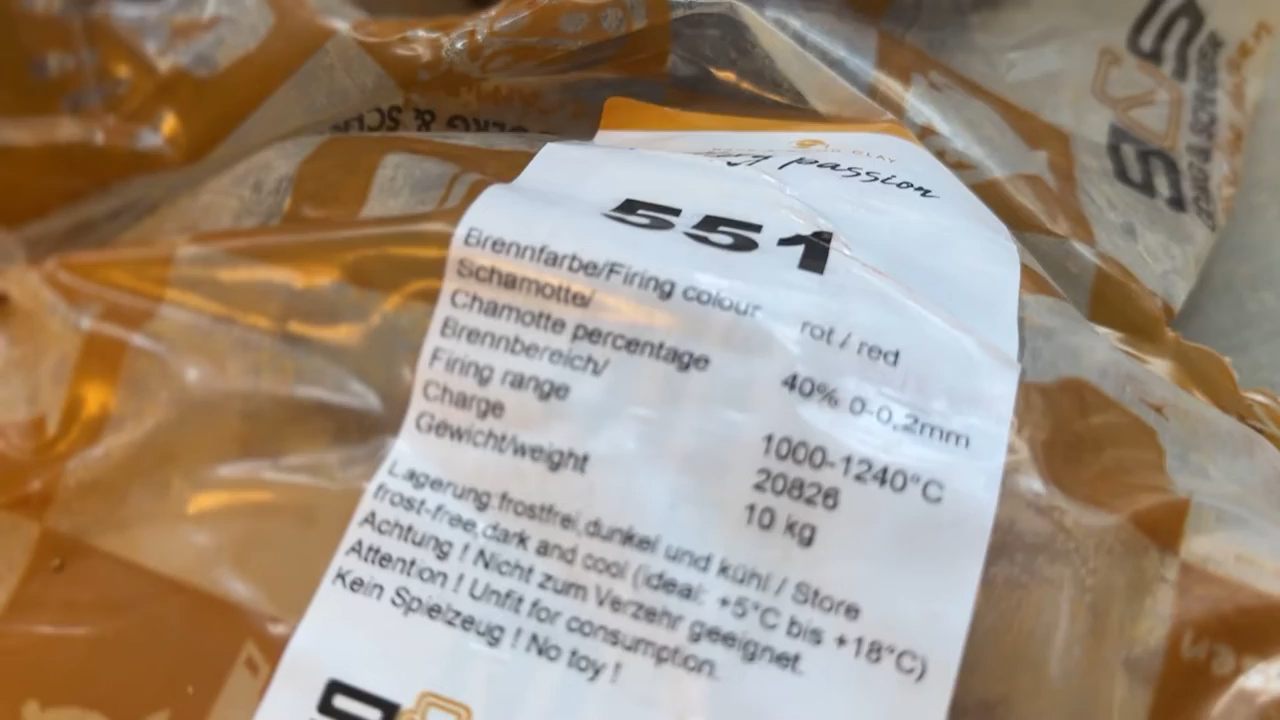 passion
551
Brennfarbe/Firing colour rot / red
Schamotte/
Chamotte percentage 40% 0-0,2mm
Brennbereich/
Firing range 1000-1240°C
Charge 20826
Gewicht/weight 10 kg
Lagerung frostfrei,dunkel und kühl / Store
frost-free,dark and cool (ideal: +5°C bis +18°C)
Achtung ! Nicht zum Verzehr geeignet.
Attention ! Unfit for consumption.
Kein Spielzeug ! No toy !